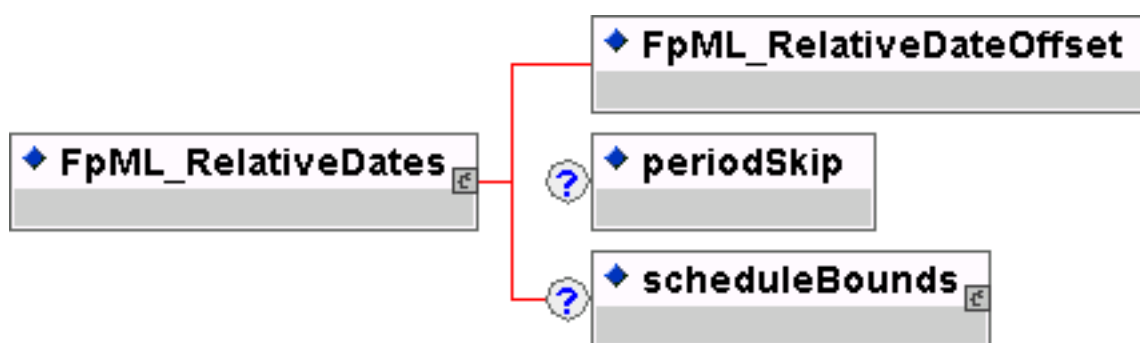 FpML_RelativeDateOffset
FpML_RelativeDates
?
periodSkip
?
scheduleBounds